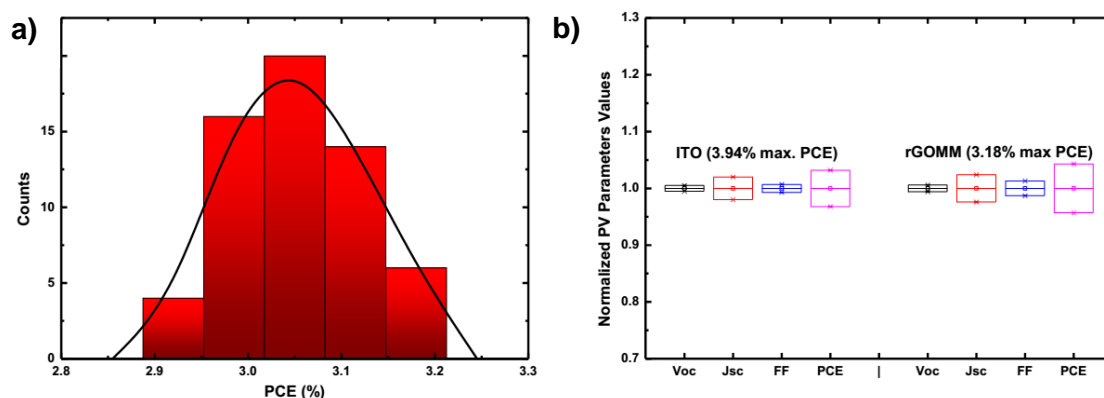 a)
Counts
15
10
5
0
2.8 2.9 3.0 3.1 3.2 3.3
PCE (%)
b)
Normalized PV Parameters Values
1.3
1.2
1.1
1.0
0.9
0.8
0.7
ITO (3.94% max. PCE)
rGOMM (3.18% max PCE)
Voc Jsc FF PCE | Voc Jsc FF PCE